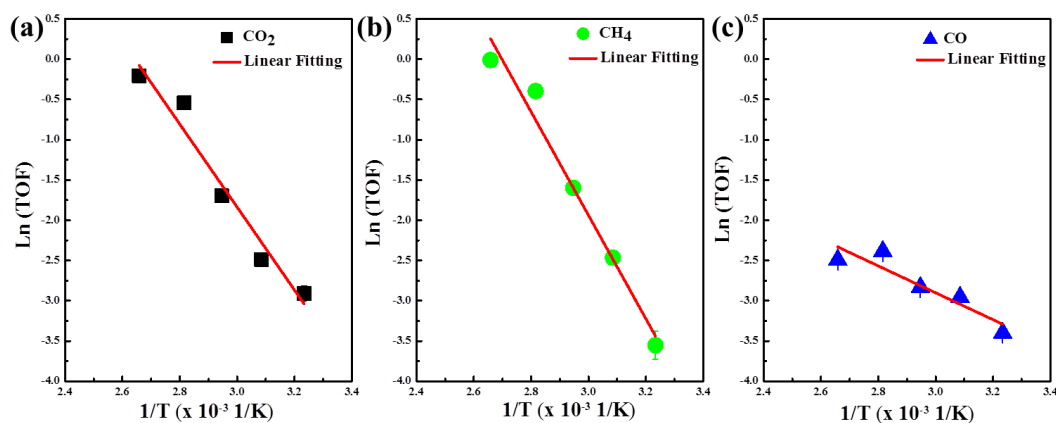 (a)
CO₂
Linear Fitting
Ln (TOF)
0.5
0.0
-0.5
-1.0
-1.5
-2.0
-2.5
-3.0
-3.5
-4.0
2.4 2.6 2.8 3.0 3.2 3.4
1/T (x 10⁻³ 1/K)
(b)
CH₄
Linear Fitting
Ln (TOF)
0.5
0.0
-0.5
-1.0
-1.5
-2.0
-2.5
-3.0
-3.5
-4.0
2.4 2.6 2.8 3.0 3.2 3.4
1/T (x 10⁻³ 1/K)
(c)
CO
Linear Fitting
Ln (TOF)
0.5
0.0
-0.5
-1.0
-1.5
-2.0
-2.5
-3.0
-3.5
-4.0
2.4 2.6 2.8 3.0 3.2 3.4
1/T (x 10⁻³ 1/K)